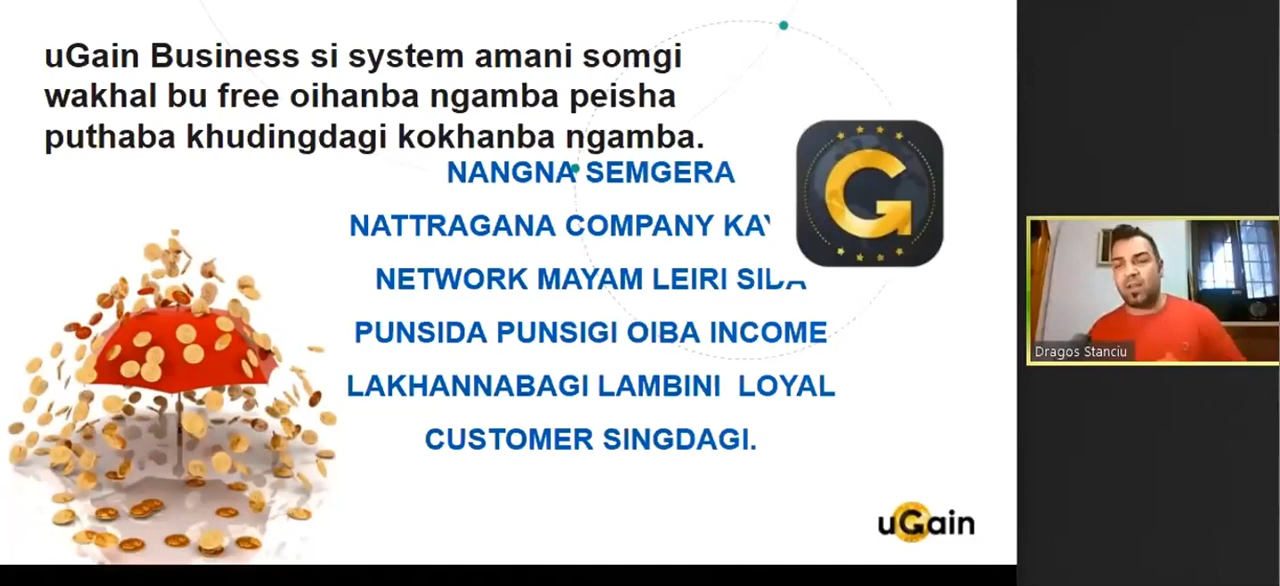 uGain Business si system amani somgi
wakhal bu free oihanba ngamba peisha
puthaba khudingdagi kokhanba ngamba.
NANGNA SEMGERA
NATTRAGANA COMPANY
G
NETWORK MAYAM LEIRI
PUNSIDA PUNSIGI OIBA INCOME
LAKHANNABAGI LAMBINI LOYAL
CUSTOMER SINGDAGI.
uGain
Dragos Stanciu